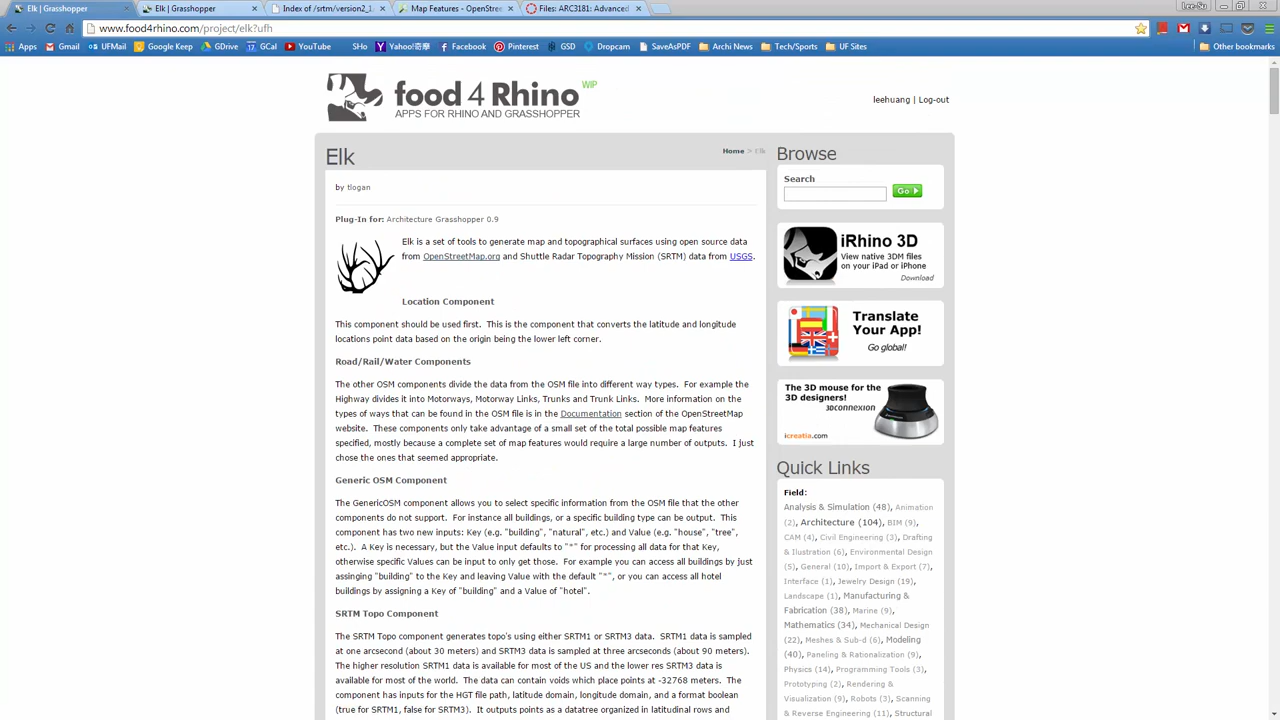 Elk | Grasshopper
Elk | Grasshopper
Index of /srtm/version2_1
Map Features - OpenStre
Files: ARC3181: Advanced
Lee-Su
www.food4rhino.com/project/elk?ufh
Apps Gmail UFMail Google Keep GDrive GCal YouTube SHo Yahoo!奇摩 Facebook Pinterest GSD Dropcam SaveAsPDF Archi News Tech/Sports UF Sites Other bookmarks
food 4 Rhino WIP
APPS FOR RHINO AND GRASSHOPPER
leehuang | Log-out
Elk
Home > Elk
by tlogan
Plug-In for: Architecture Grasshopper 0.9
Elk is a set of tools to generate map and topographical surfaces using open source data
from OpenStreetMap.org and Shuttle Radar Topography Mission (SRTM) data from USGS.
Location Component
This component should be used first. This is the component that converts the latitude and longitude
locations point data based on the origin being the lower left corner.
Road/Rail/Water Components
The other OSM components divide the data from the OSM file into different way types. For example the
Highway divides it into Motorways, Motorway Links, Trunks and Trunk Links. More information on the
types of ways that can be found in the OSM file is in the Documentation section of the OpenStreetMap
website. These components only take advantage of a small set of the total possible map features
specified, mostly because a complete set of map features would require a large number of outputs. I just
chose the ones that seemed appropriate.
Generic OSM Component
The GenericOSM component allows you to select specific information from the OSM file that the other
components do not support. For instance all buildings, or a specific building type can be output. This
component has two new inputs: Key (e.g. "building", "natural", etc.) and Value (e.g. "house", "tree",
etc.). A Key is necessary, but the Value input defaults to "*" for processing all data for that Key,
otherwise specific Values can be input to only get those. For example you can access all buildings by just
assinging "building" to the Key and leaving Value with the default "*", or you can access all hotel
buildings by assigning a Key of "building" and a Value of "hotel".
SRTM Topo Component
The SRTM Topo component generates topo's using either SRTM1 or SRTM3 data. SRTM1 data is sampled
at one arcsecond (about 30 meters) and SRTM3 data is sampled at three arcseconds (about 90 meters).
The higher resolution SRTM1 data is available for most of the US and the lower res SRTM3 data is
available for most of the world. The data can contain voids which place points at -32768 meters. The
component has inputs for the HGT file path, latitude domain, longitude domain, and a format boolean
(true for SRTM1, false for SRTM3). It outputs points as a datatree organized in latitudinal rows and
Browse
Search
Go
iRhino 3D
View native 3DM files
on your iPad or iPhone
Download
Translate
Your App!
Go global!
The 3D mouse for the
3D designers!
3DCONNEXION
icreatia.com
Quick Links
Field:
Analysis & Simulation (48), Animation
(2), Architecture (104), BIM (9),
CAM (4), Civil Engineering (3), Drafting
& Ilustration (6), Environmental Design
(5), General (10), Import & Export (7),
Interface (1), Jewelry Design (19),
Landscape (1), Manufacturing &
Fabrication (38), Marine (9),
Mathematics (34), Mechanical Design
(22), Meshes & Sub-d (6), Modeling
(40), Paneling & Rationalization (9),
Physics (14), Programming Tools (3),
Prototyping (2), Rendering &
Visualization (9), Robots (3), Scanning
& Reverse Engineering (11), Structural